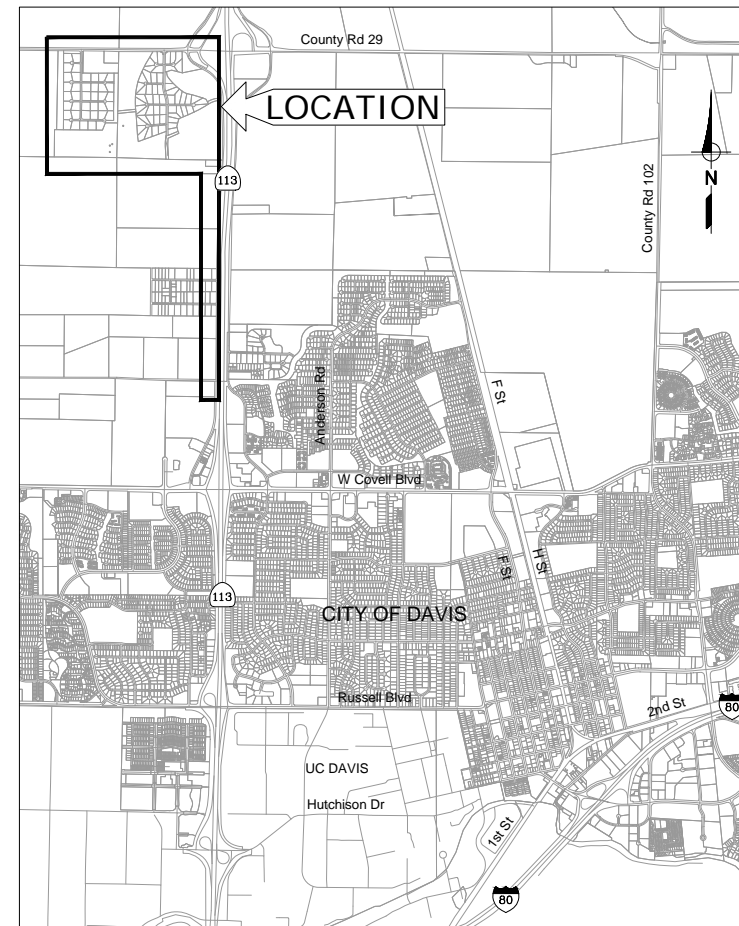 County Rd 29
LOCATION
113
N
County Rd 102
Anderson Rd
F St
W Covell Blvd
F St
H St
113
CITY OF DAVIS
Russell Blvd
2nd St
80
UC DAVIS
Hutchison Dr
1st St
80